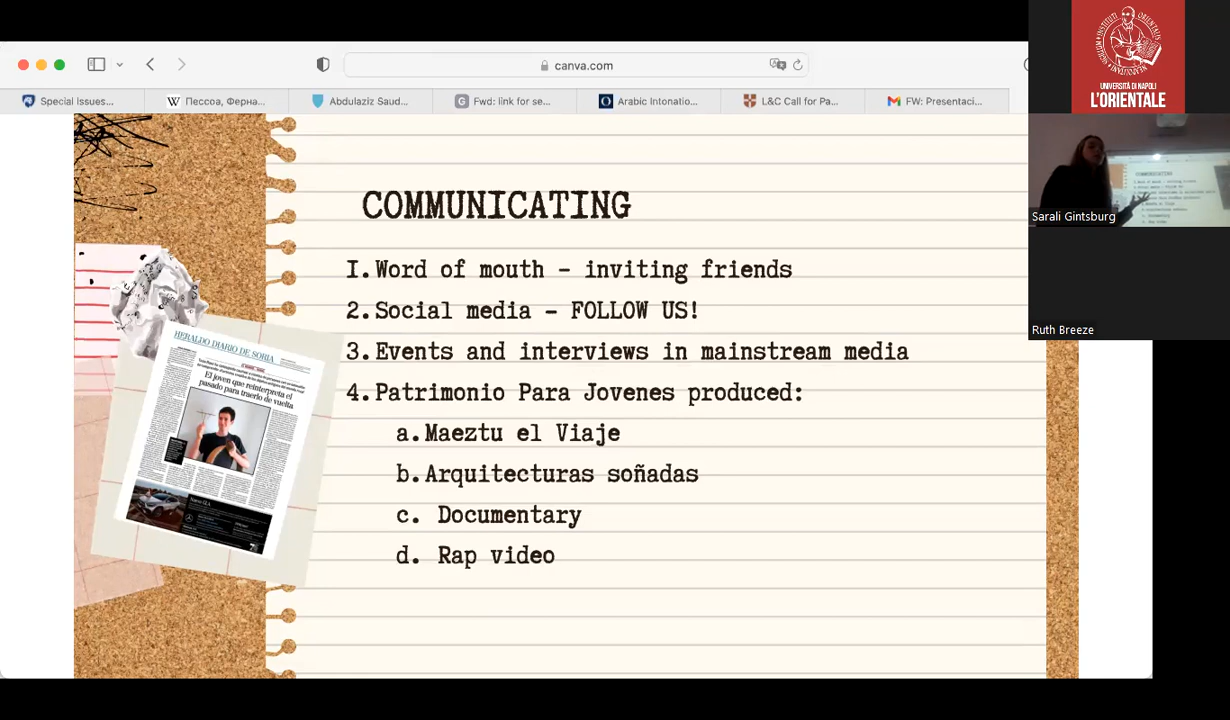 canva.com
Special Issues...
Пессоа, Ферна...
Abdulaziz Saud...
Fwd: link for se...
Arabic Intonatio...
L&C Call for Pa...
FW: Presentaci...
UNIVERSITÀ DI NAPOLI
L'ORIENTALE
COMMUNICATING
1. Word of mouth - inviting friends
2. Social media - FOLLOW US!
3. Events and interviews in mainstream media
4. Patrimonio Para Jovenes produced:
a. Maeztu el Viaje
b. Arquitecturas soñadas
c. Documentary
d. Rap video
HERALDO DIARIO DE SORIA
El joven que reinterpreta el
pasado para traerlo de vuelta
Sarali Gintsburg
Ruth Breeze